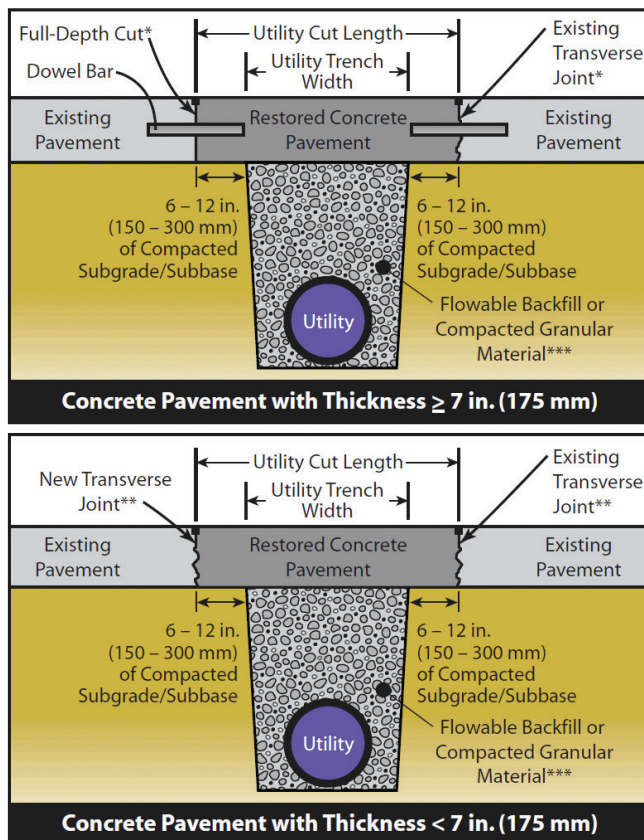 Full-Depth Cut*
Utility Cut Length
Existing
Transverse
Joint*
Dowel Bar
Utility Trench
Width
Existing
Pavement
Restored Concrete
Pavement
Existing
Pavement
6 – 12 in.
(150 – 300 mm)
of Compacted
Subgrade/Subbase
6 – 12 in.
(150 – 300 mm)
of Compacted
Subgrade/Subbase
Utility
Flowable Backfill or
Compacted Granular
Material***
Concrete Pavement with Thickness ≥ 7 in. (175 mm)
Utility Cut Length
New Transverse
Joint**
Utility Trench
Width
Existing
Transverse
Joint**
Existing
Pavement
Restored Concrete
Pavement
Existing
Pavement
6 – 12 in.
(150 – 300 mm)
of Compacted
Subgrade/Subbase
6 – 12 in.
(150 – 300 mm)
of Compacted
Subgrade/Subbase
Utility
Flowable Backfill or
Compacted Granular
Material***
Concrete Pavement with Thickness < 7 in. (175 mm)